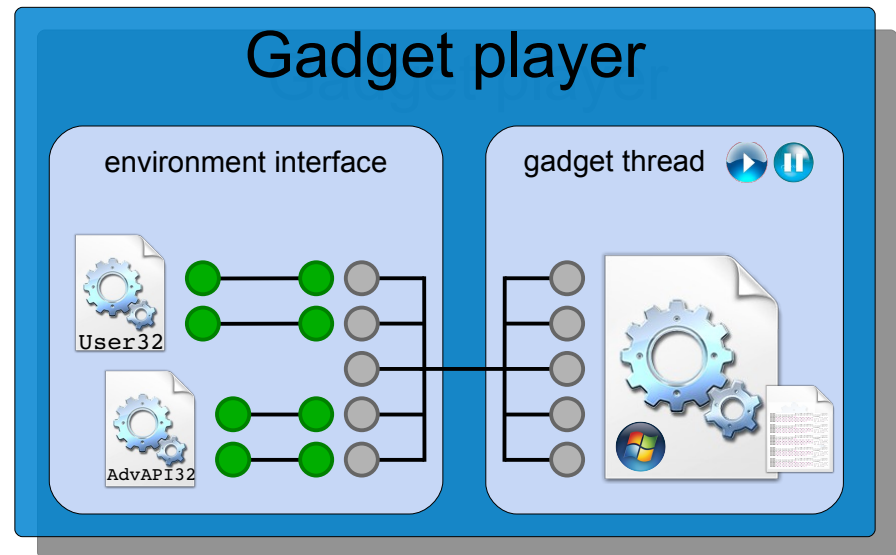 Gadget player
environment interface
gadget thread
User32
AdvAPI32